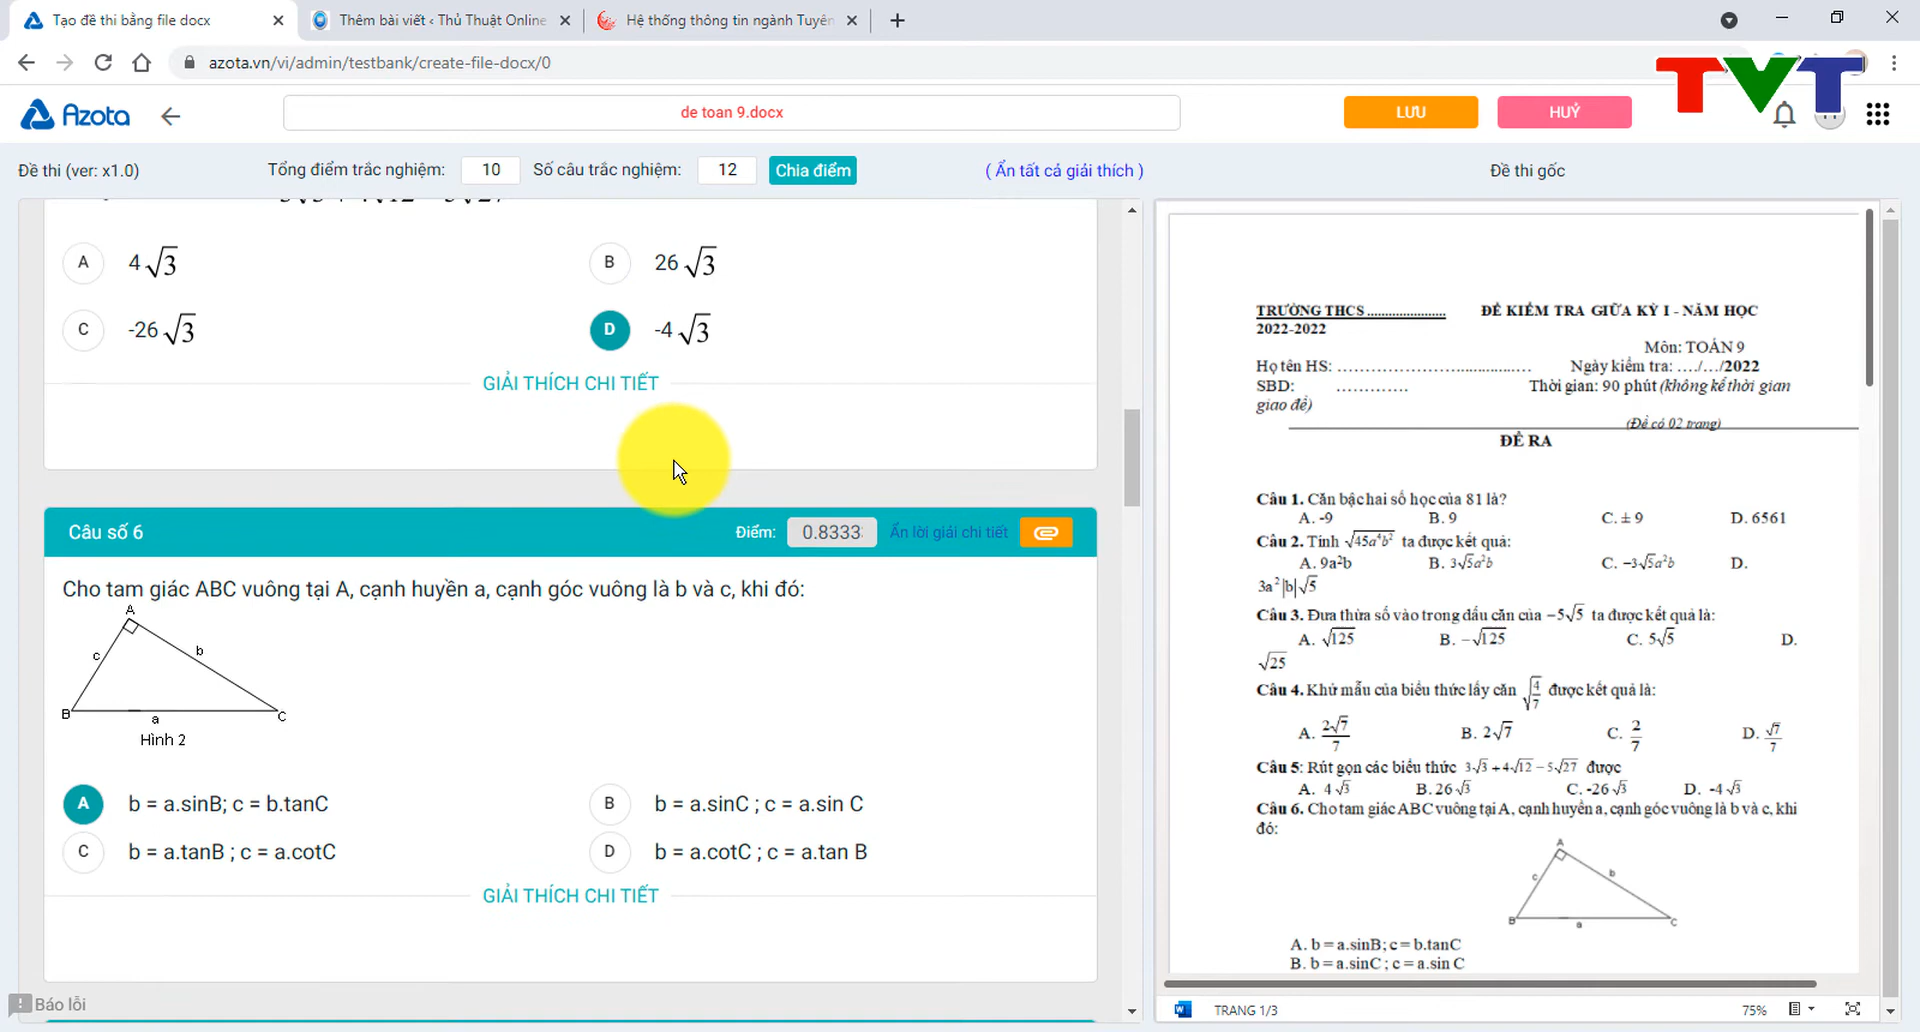 Tạo đề thi bằng file docx
Thêm bài viết ‹ Thủ Thuật Online
Hệ thống thông tin ngành Tuyên
azota.vn/vi/admin/testbank/create-file-docx/0
TVT
Azota
de toan 9.docx
LƯU
HUỶ
Đề thi (ver: x1.0)
Tổng điểm trắc nghiệm: 10
Số câu trắc nghiệm: 12
Chia điểm
( Ẩn tất cả giải thích )
Đề thi gốc
A 4√3
B 26√3
C -26√3
D -4√3
GIẢI THÍCH CHI TIẾT
Câu số 6
Điểm: 0.8333
Ẩn lời giải chi tiết
Cho tam giác ABC vuông tại A, cạnh huyền a, cạnh góc vuông là b và c, khi đó:
A
c
b
B
a
C
Hình 2
A b = a.sinB; c = b.tanC
B b = a.sinC ; c = a.sin C
C b = a.tanB ; c = a.cotC
D b = a.cotC ; c = a.tan B
GIẢI THÍCH CHI TIẾT
Báo lỗi
TRƯỜNG THCS ...................... ĐỀ KIỂM TRA GIỮA KỲ I - NĂM HỌC
2022-2022
Môn: TOÁN 9
Họ tên HS: ................................. Ngày kiểm tra: …./…/2022
SBD: ............. Thời gian: 90 phút (không kể thời gian
giao đề)
(Đề có 02 trang)
ĐỀ RA
Câu 1. Căn bậc hai số học của 81 là?
A. -9 B. 9 C. ± 9 D. 6561
Câu 2. Tính √45a⁴b² ta được kết quả:
A. 9a²b B. 3√5a²b C. −3√5a²b D.
3a²|b|√5
Câu 3. Đưa thừa số vào trong dấu căn của −5√5 ta được kết quả là:
A. √125 B. −√125 C. 5√5 D.
√25
Câu 4. Khử mẫu của biểu thức lấy căn √4/7 được kết quả là:
A. 2√7/7 B. 2√7 C. 2/7 D. √7/7
Câu 5: Rút gọn các biểu thức 3√3+4√12−5√27 được
A. 4√3 B. 26√3 C. -26√3 D. -4√3
Câu 6. Cho tam giác ABC vuông tại A, cạnh huyền a, cạnh góc vuông là b và c, khi
đó:
A
c
b
B
a
C
A. b = a.sinB; c = b.tanC
B. b = a.sinC ; c = a.sin C
TRANG 1/3
75%